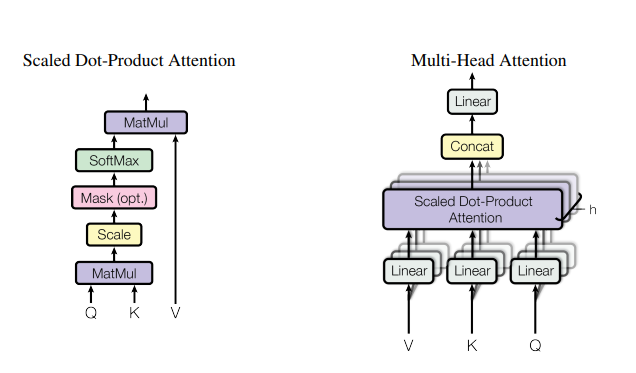 Scaled Dot-Product Attention
MatMul
SoftMax
Mask (opt.)
Scale
MatMul
Q K V
Multi-Head Attention
Linear
Concat
Scaled Dot-Product
Attention
h
Linear Linear Linear
V K Q